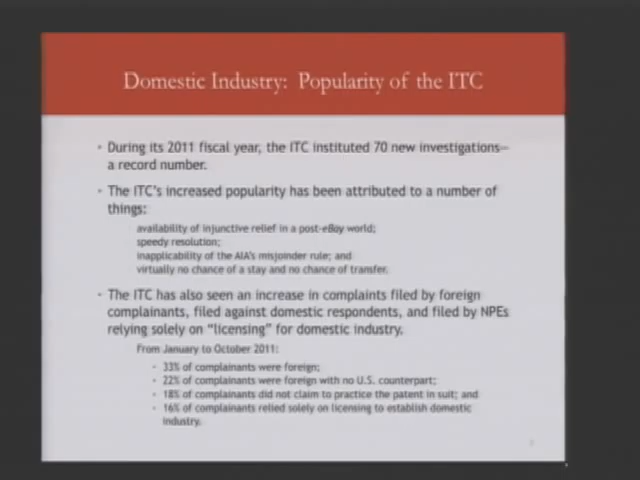 Domestic Industry: Popularity of the ITC
• During its 2011 fiscal year, the ITC instituted 70 new investigations—
a record number.
• The ITC's increased popularity has been attributed to a number of
things:
availability of injunctive relief in a post-eBay world;
speedy resolution;
inapplicability of the AIA's misjoinder rule; and
virtually no chance of a stay and no chance of transfer.
• The ITC has also seen an increase in complaints filed by foreign
complainants, filed against domestic respondents, and filed by NPEs
relying solely on "licensing" for domestic industry.
From January to October 2011:
• 33% of complainants were foreign;
• 22% of complainants were foreign with no U.S. counterpart;
• 18% of complainants did not claim to practice the patent in suit; and
• 16% of complainants relied solely on licensing to establish domestic
industry.